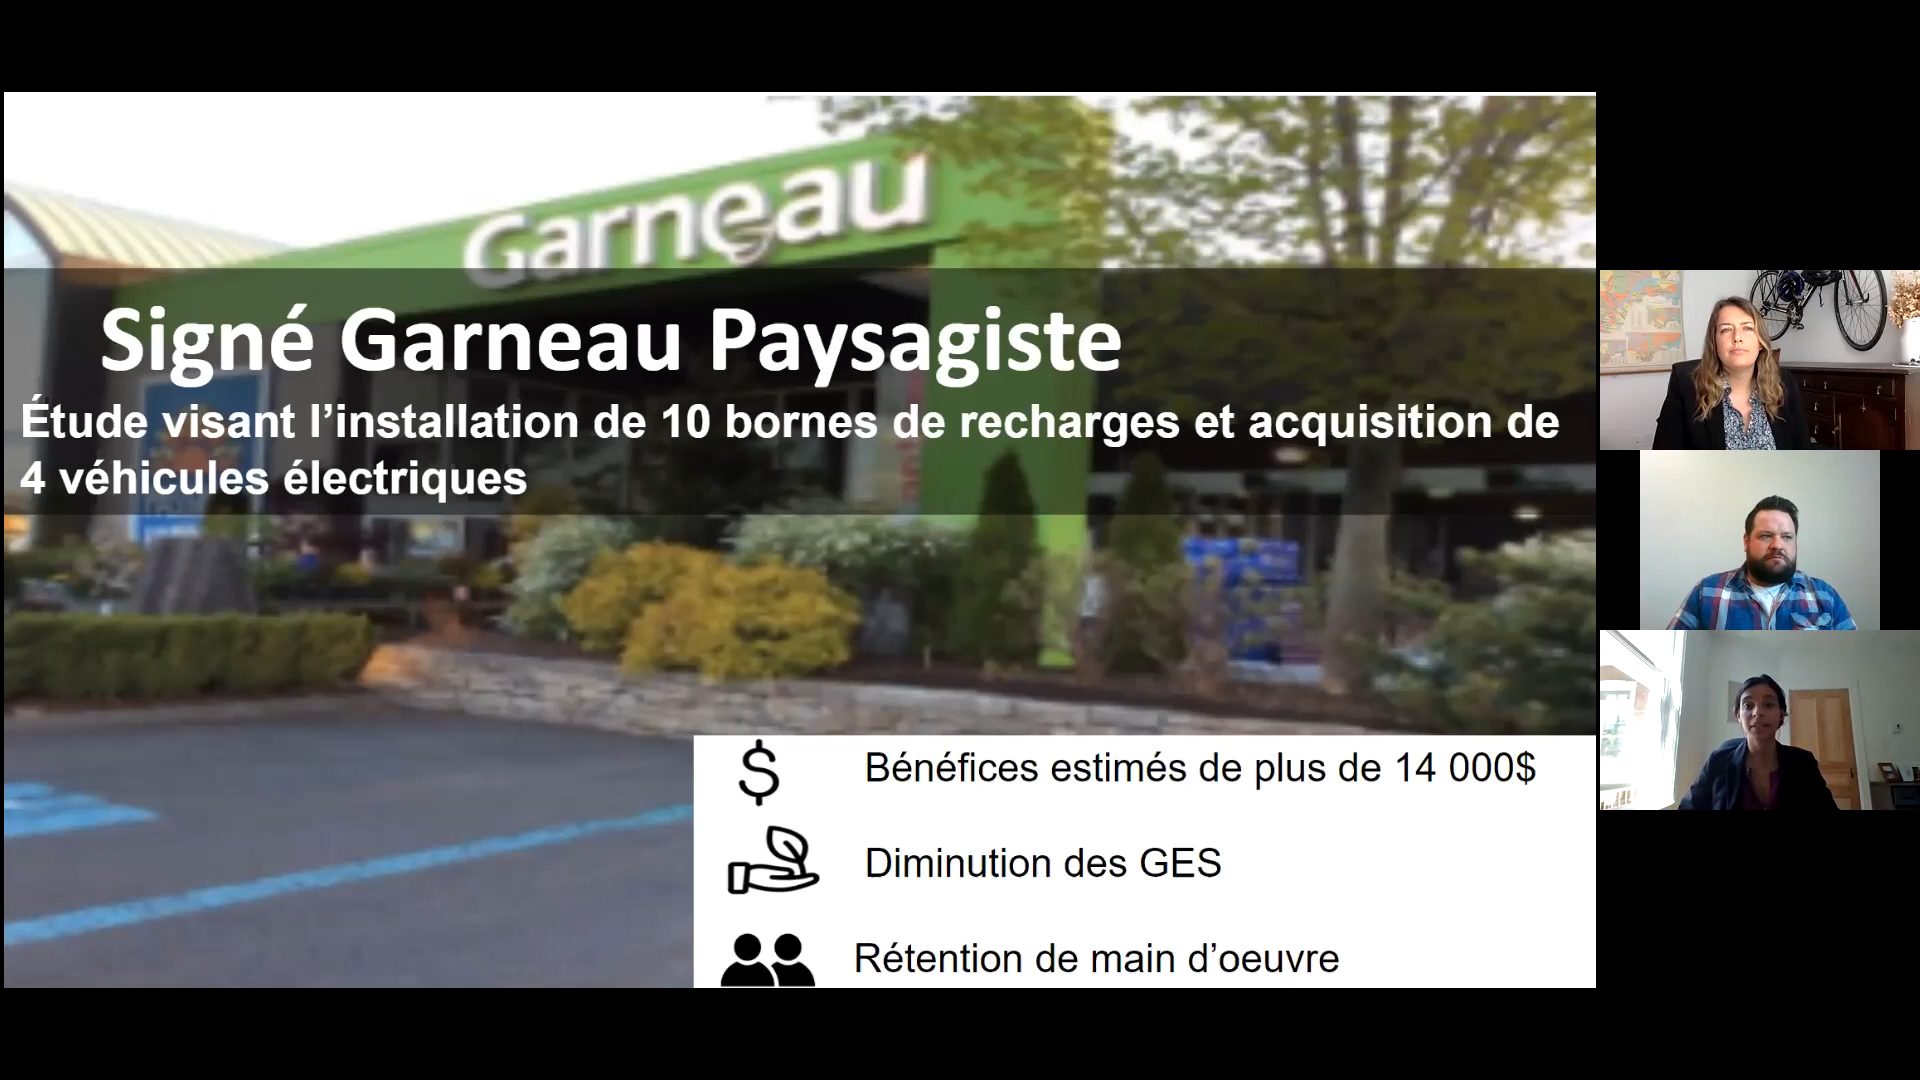 Garneau
Signé Garneau Paysagiste
Étude visant l’installation de 10 bornes de recharges et acquisition de
4 véhicules électriques
$
Bénéfices estimés de plus de 14 000$
Diminution des GES
Rétention de main d’oeuvre